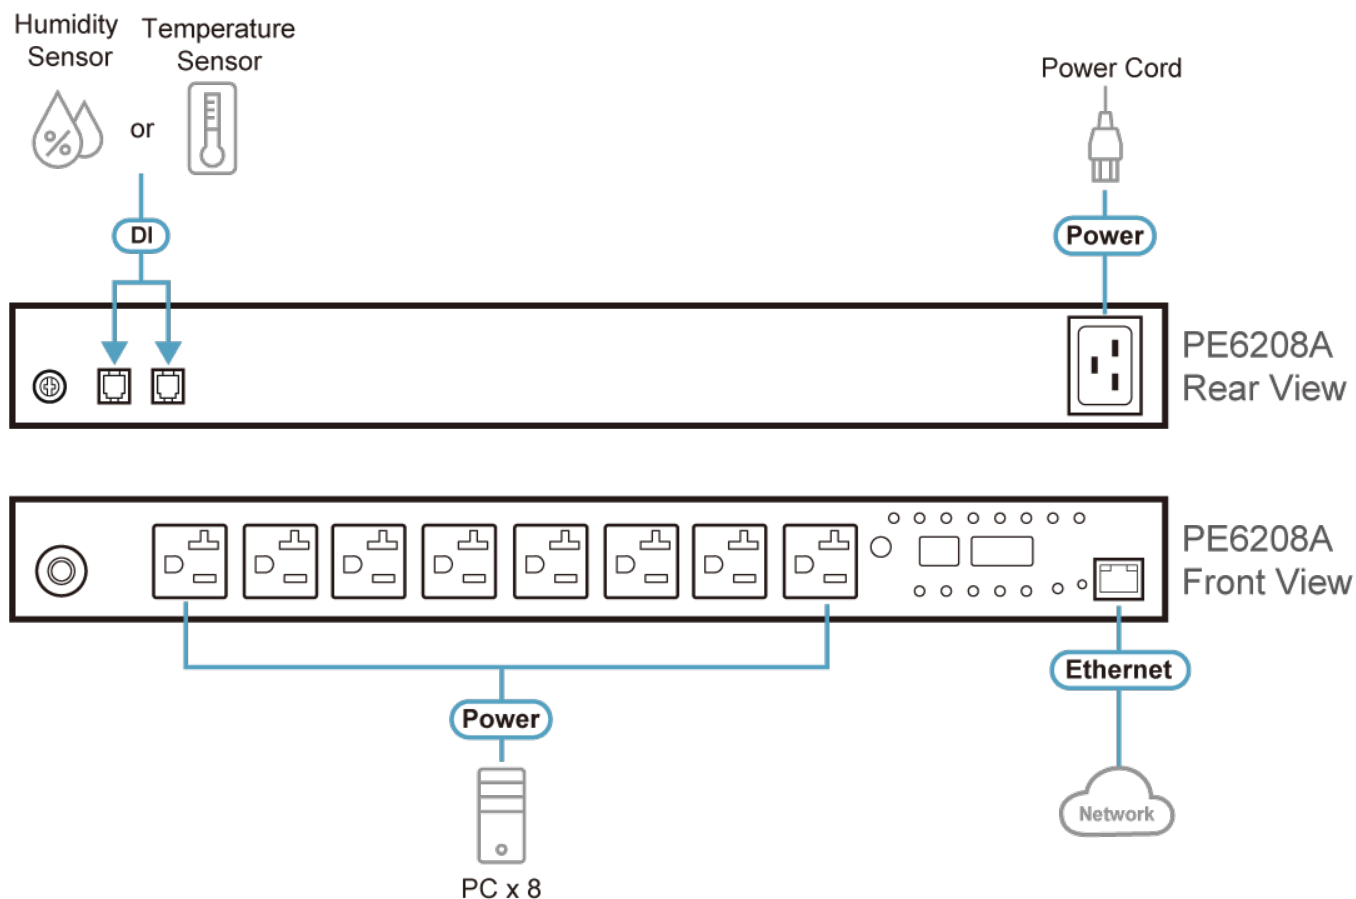 Humidity
Sensor
Temperature
Sensor
or
Power Cord
DI
Power
PE6208A
Rear View
PE6208A
Front View
Ethernet
Power
Network
PC x 8